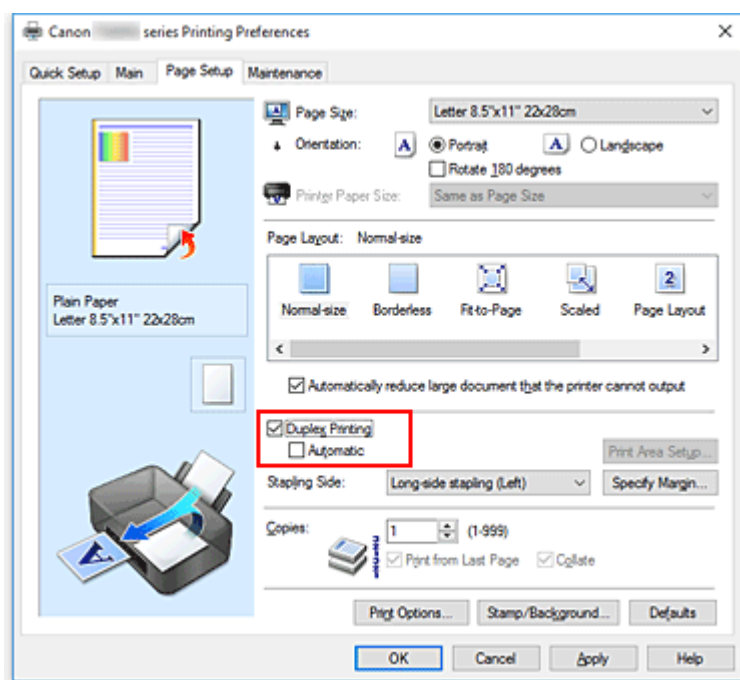 Canon series Printing Preferences
Quick Setup Main Page Setup Maintenance
Page Size: Letter 8.5"x11" 22x28cm
Orientation: A Portrait A Landscape
Rotate 180 degrees
Printer Paper Size: Same as Page Size
Page Layout: Normal-size
2
Normal-size Borderless Fit-to-Page Scaled Page Layout
Plain Paper
Letter 8.5"x11" 22x28cm
Automatically reduce large document that the printer cannot output
Duplex Printing
Automatic
Print Area Setup...
Stapling Side: Long-side stapling (Left) Specify Margin...
Copies: 1 (1-999)
Print from Last Page Collate
A
Print Options... Stamp/Background... Defaults
OK Cancel Apply Help